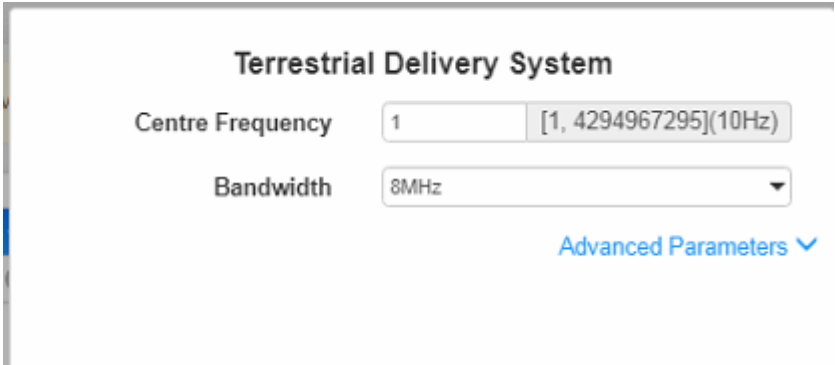 Terrestrial Delivery System
Centre Frequency 1 [1, 4294967295](10Hz)
Bandwidth 8MHz
Advanced Parameters